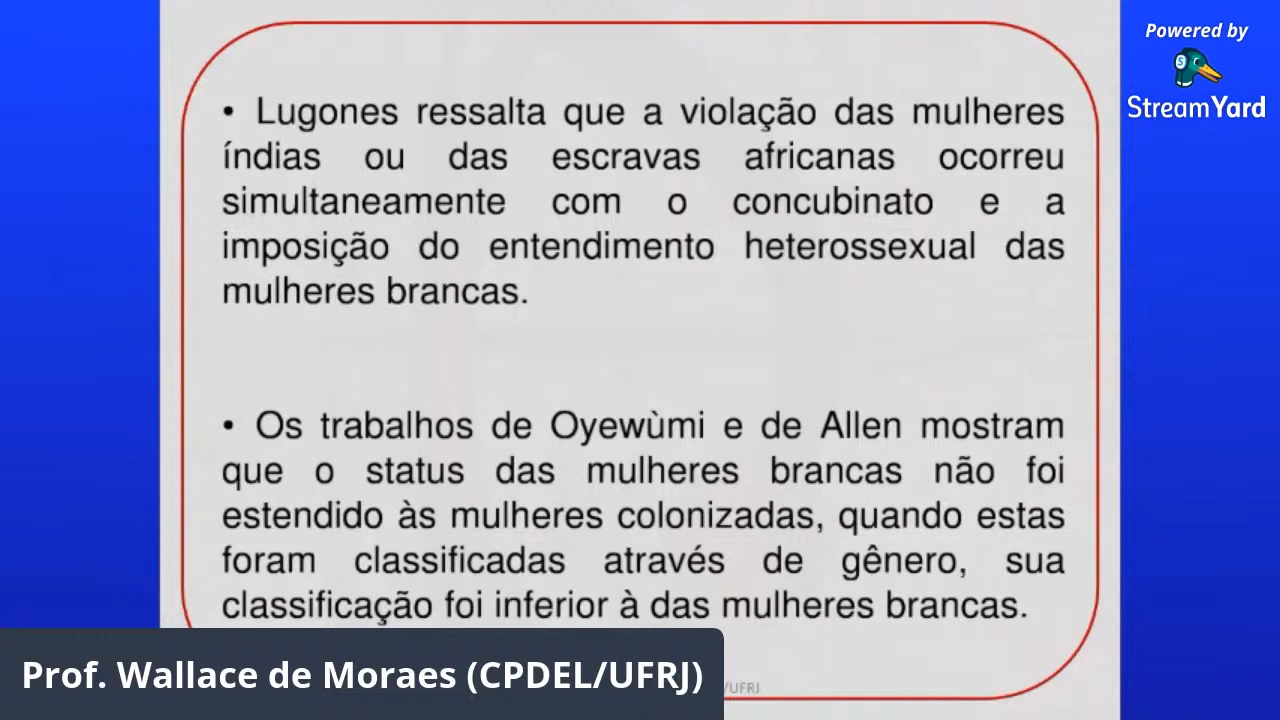 Powered by
StreamYard
• Lugones ressalta que a violação das mulheres
índias ou das escravas africanas ocorreu
simultaneamente com o concubinato e a
imposição do entendimento heterossexual das
mulheres brancas.
• Os trabalhos de Oyewùmi e de Allen mostram
que o status das mulheres brancas não foi
estendido às mulheres colonizadas, quando estas
foram classificadas através de gênero, sua
classificação foi inferior à das mulheres brancas.
Prof. Wallace de Moraes (CPDEL/UFRJ)
/UFRJ